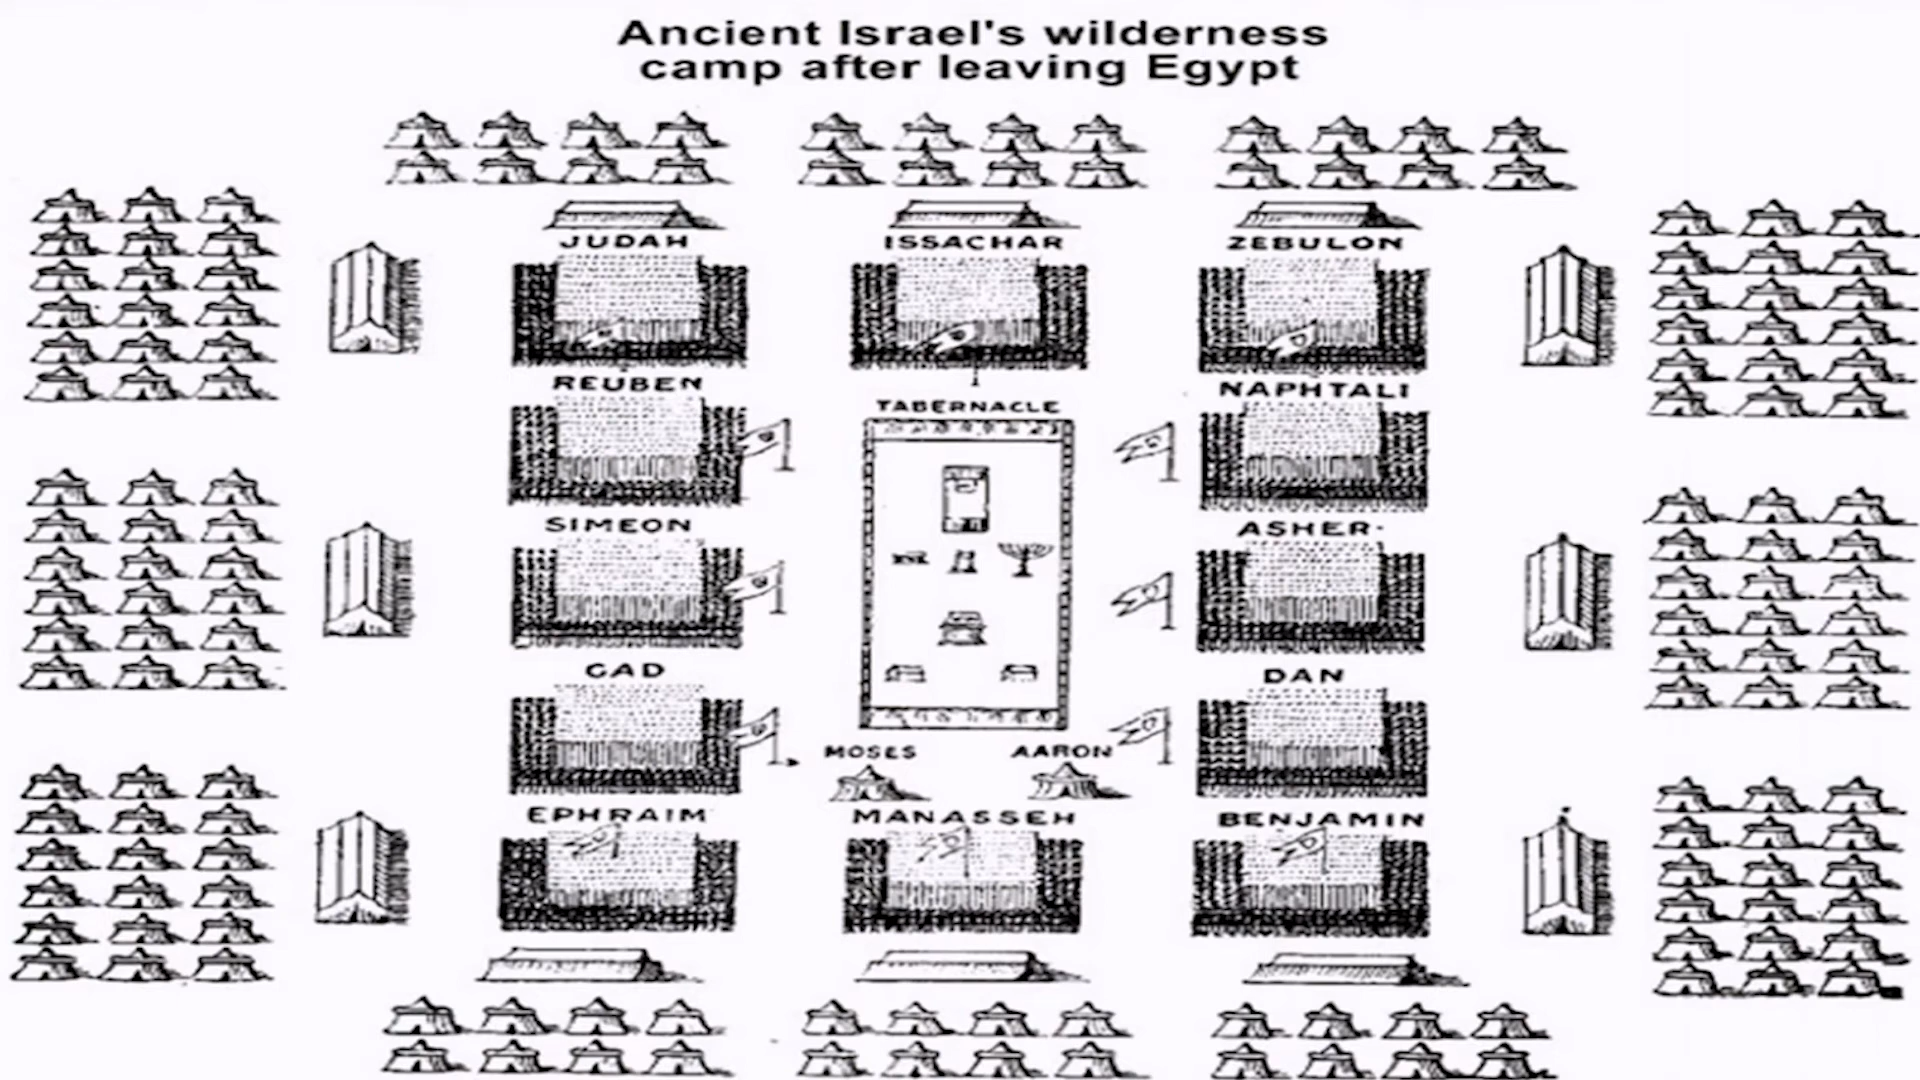 Ancient Israel's wilderness
camp after leaving Egypt
JUDAH
ISSACHAR
ZEBULON
REUBEN
TABERNACLE
NAPHTALI
SIMEON
ASHER
GAD
DAN
MOSES
AARON
EPHRAIM
MANASSEH
BENJAMIN